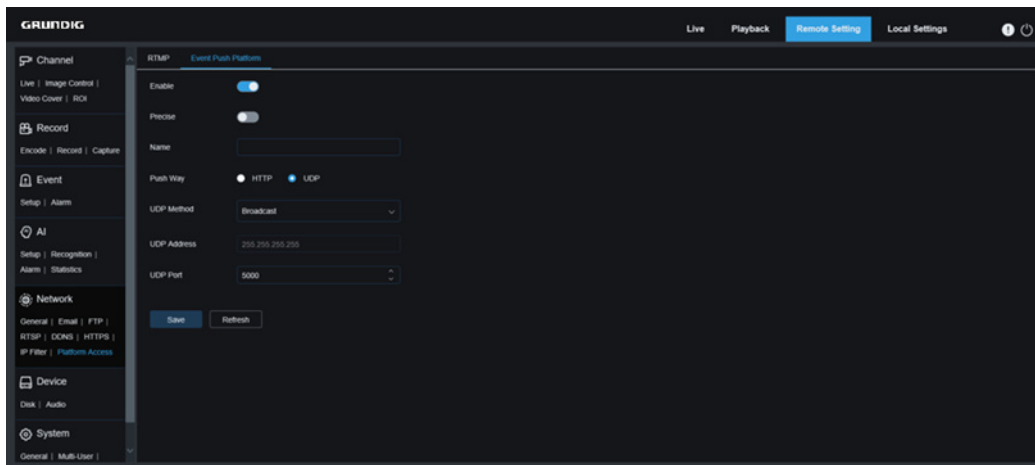 GRUNDIG
Live Playback Remote Setting Local Settings
Channel
Live | Image Control |
Video Cover | ROI
Record
Encode | Record | Capture
Event
Setup | Alarm
AI
Setup | Recognition |
Alarm | Statistics
Network
General | Email | FTP |
RTSP | DDNS | HTTPS |
IP Filter | Platform Access
Device
Disk | Audio
System
General | Multi-User |
RTMP Event Push Platform
Enable
Precise
Name
Push Way HTTP UDP
UDP Method Broadcast
UDP Address 255.255.255.255
UDP Port 5000
Save Refresh